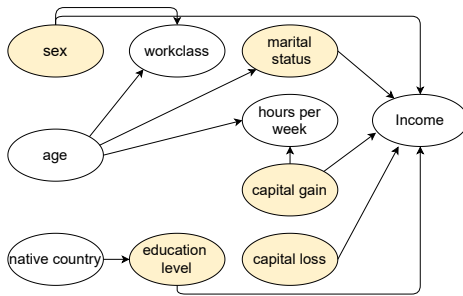 sex
workclass
marital
status
hours per
week
Income
age
capital gain
native country
education
level
capital loss